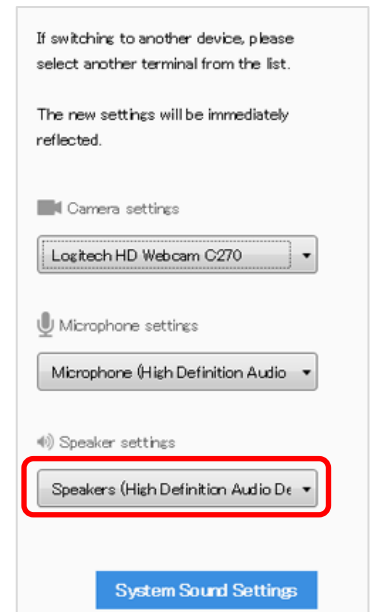 If switching to another device, please
select another terminal from the list.
The new settings will be immediately
reflected.
Camera settings
Logitech HD Webcam C270
Microphone settings
Microphone (High Definition Audio
Speaker settings
Speakers (High Definition Audio De
System Sound Settings